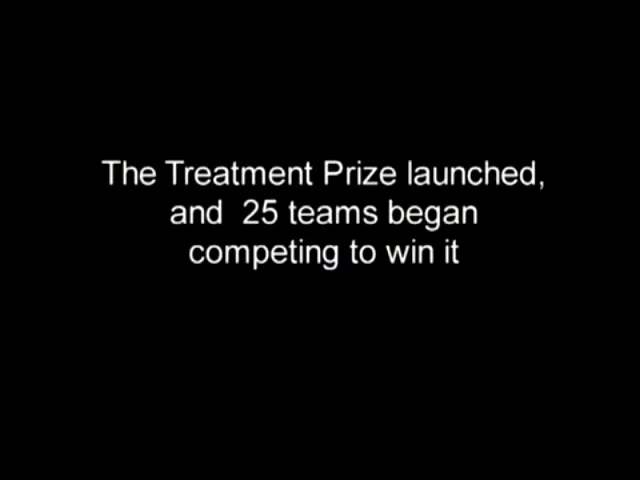 The Treatment Prize launched,
and  25 teams began
competing to win it